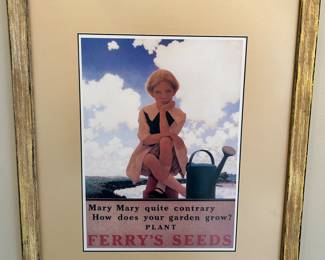 Mary Mary quite contrary
How does your garden grow?
PLANT
FERRY'S SEEDS